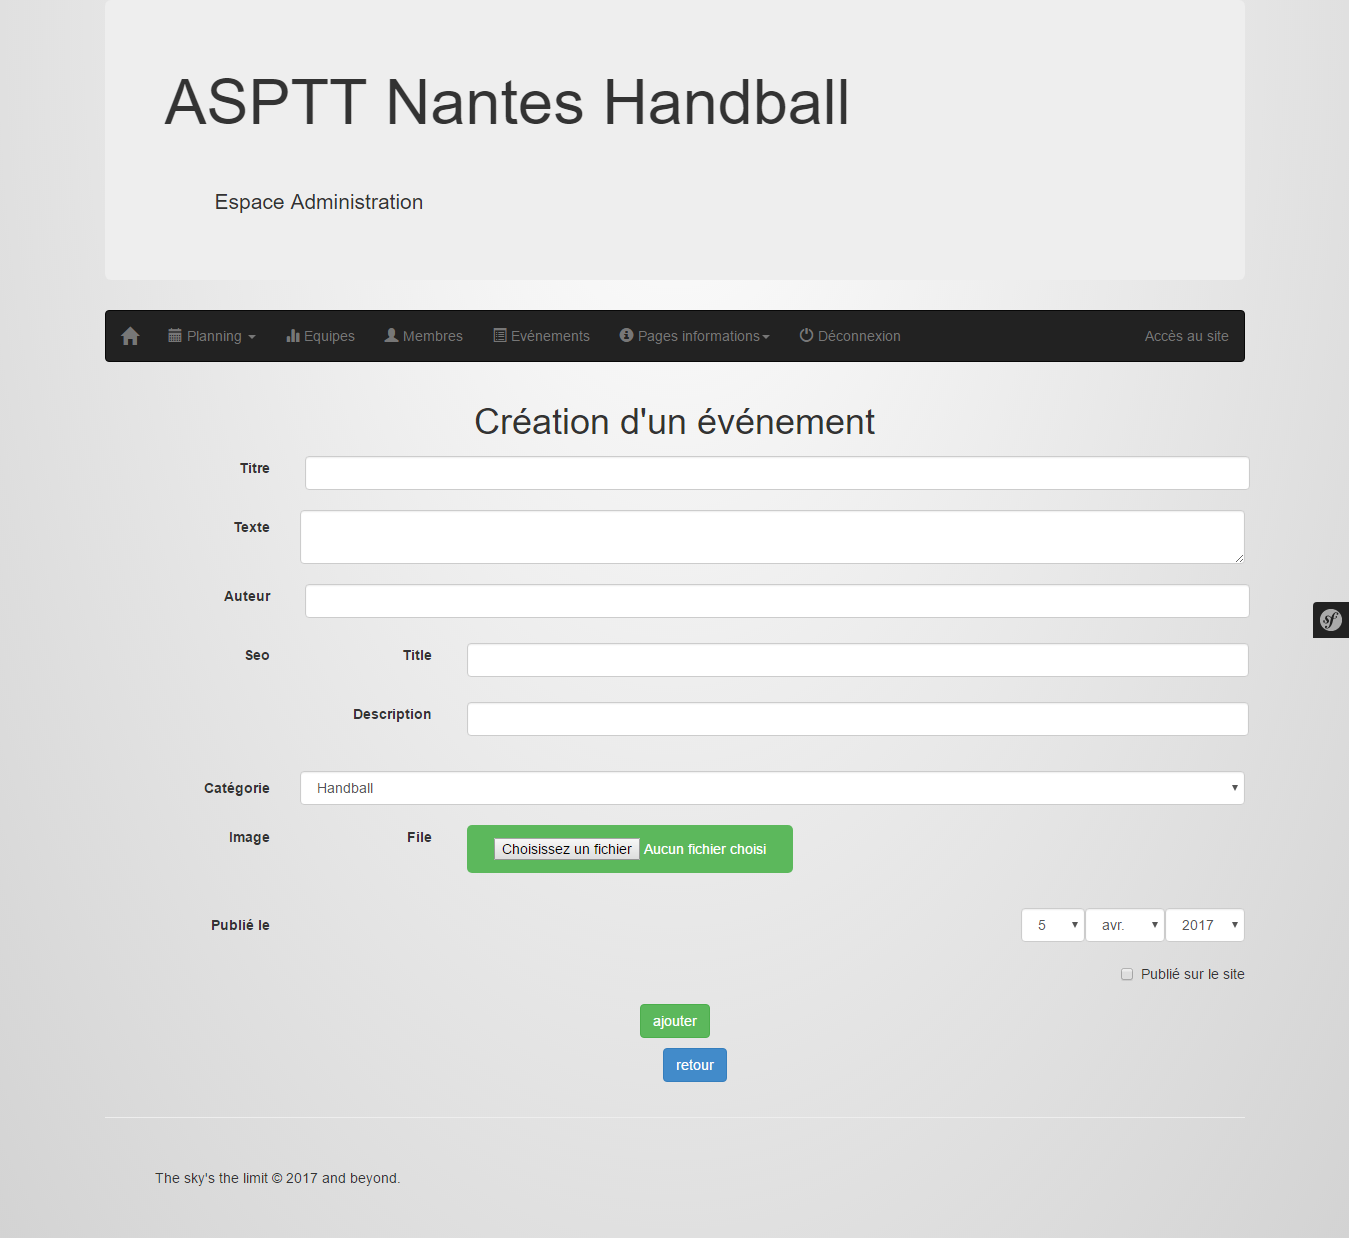 ASPTT Nantes Handball
Espace Administration
Planning Equipes Membres Evénements Pages informations Déconnexion Accès au site
Création d'un événement
Titre
Texte
Auteur
Seo Title
Description
Catégorie Handball
Image File Choisissez un fichier Aucun fichier choisi
Publié le 5 avr. 2017
Publié sur le site
ajouter
retour
The sky's the limit © 2017 and beyond.
sf